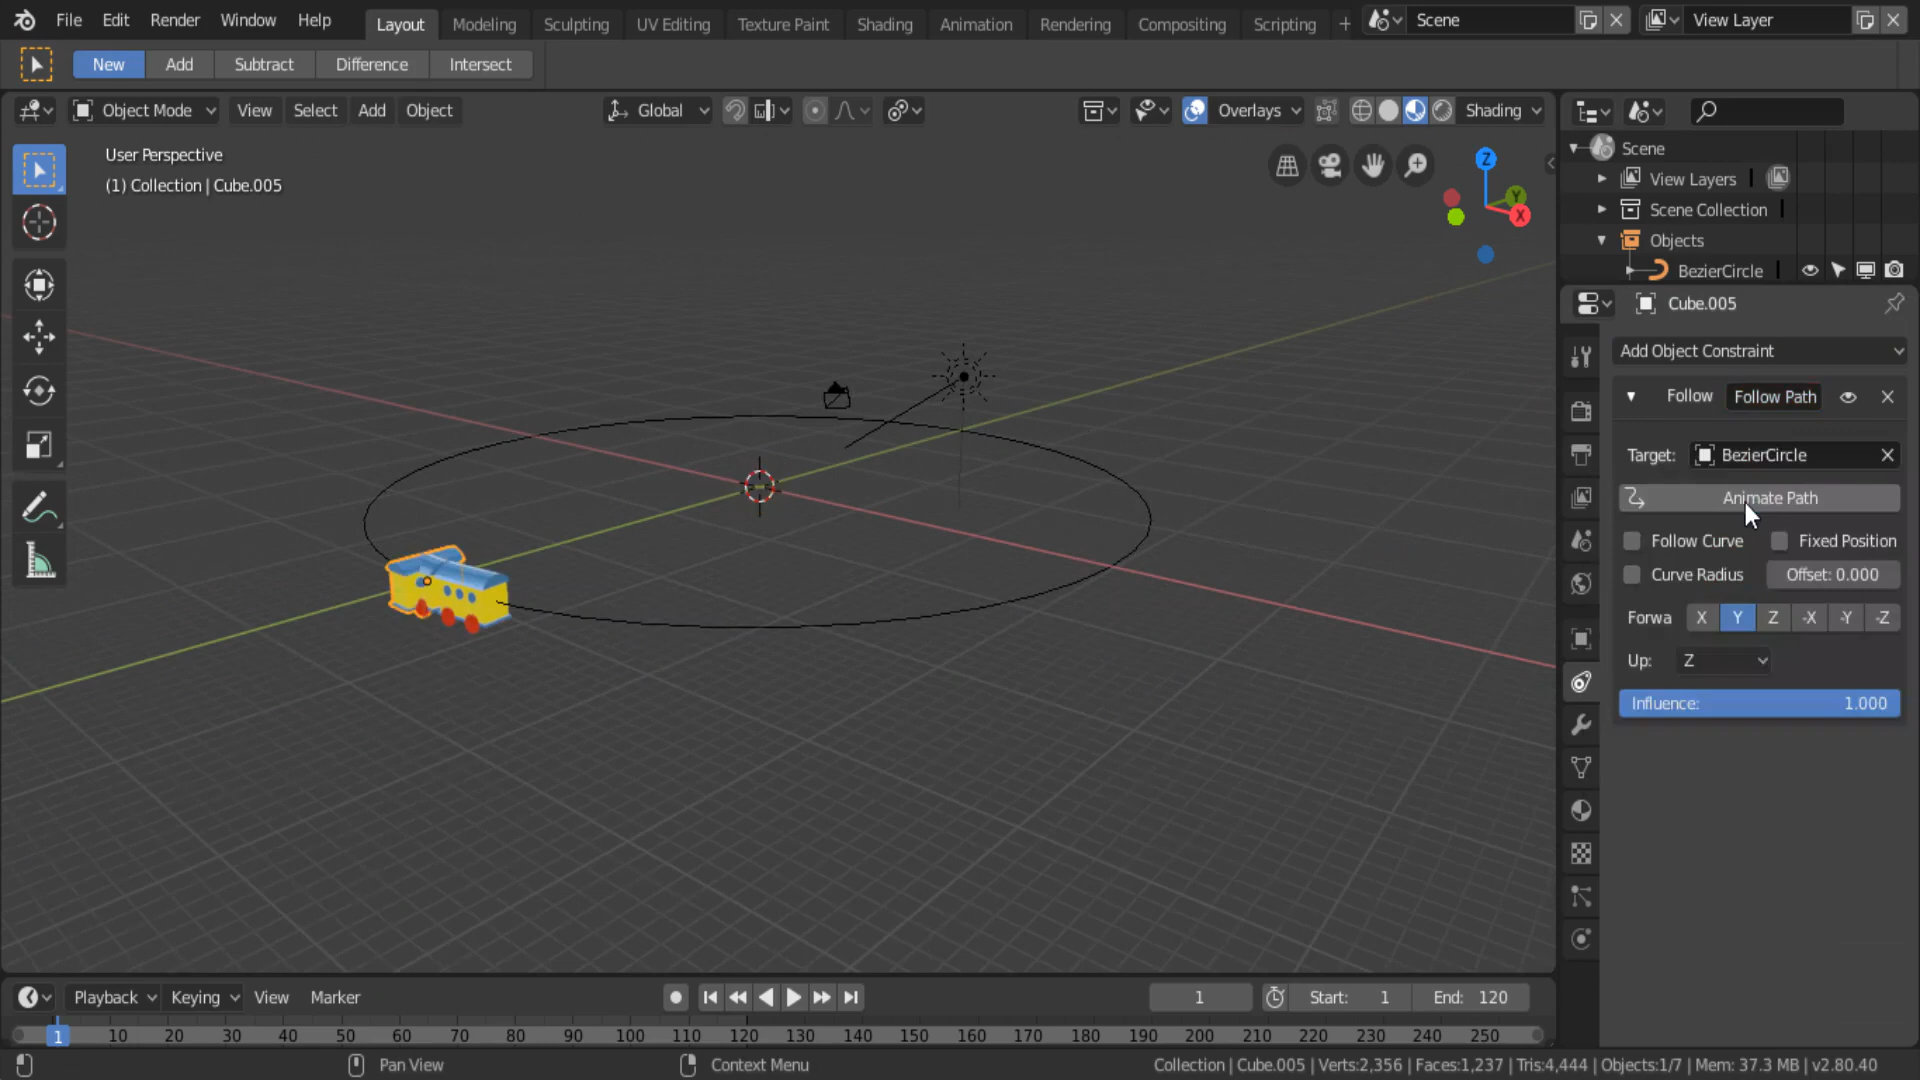 File Edit Render Window Help Layout Modeling Sculpting UV Editing Texture Paint Shading Animation Rendering Compositing Scripting + Scene View Layer
New Add Subtract Difference Intersect
Object Mode View Select Add Object Global Overlays Shading
User Perspective
(1) Collection | Cube.005
Z
Y
X
Scene
View Layers
Scene Collection
Objects
BezierCircle
Cube.005
Add Object Constraint
Follow Follow Path
Target: BezierCircle
Animate Path
Follow Curve Fixed Position
Curve Radius Offset: 0.000
Forwa X Y Z -X -Y -Z
Up: Z
Influence: 1.000
Playback Keying View Marker 1 Start: 1 End: 120
1 10 20 30 40 50 60 70 80 90 100 110 120 130 140 150 160 170 180 190 200 210 220 230 240 250
Pan View Context Menu Collection | Cube.005 | Verts:2,356 | Faces:1,237 | Tris:4,444 | Objects:1/7 | Mem: 37.3 MB | v2.80.40